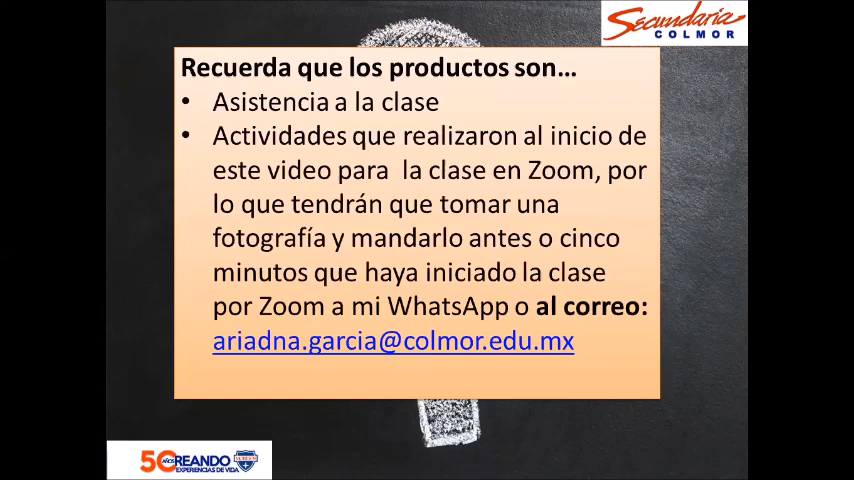 Secundaria
COLMOR
Recuerda que los productos son...
• Asistencia a la clase
• Actividades que realizaron al inicio de
este video para la clase en Zoom, por
lo que tendrán que tomar una
fotografía y mandarlo antes o cinco
minutos que haya iniciado la clase
por Zoom a mi WhatsApp o al correo:
ariadna.garcia@colmor.edu.mx
50 AÑOS REANDO
EXPERIENCIAS DE VIDA